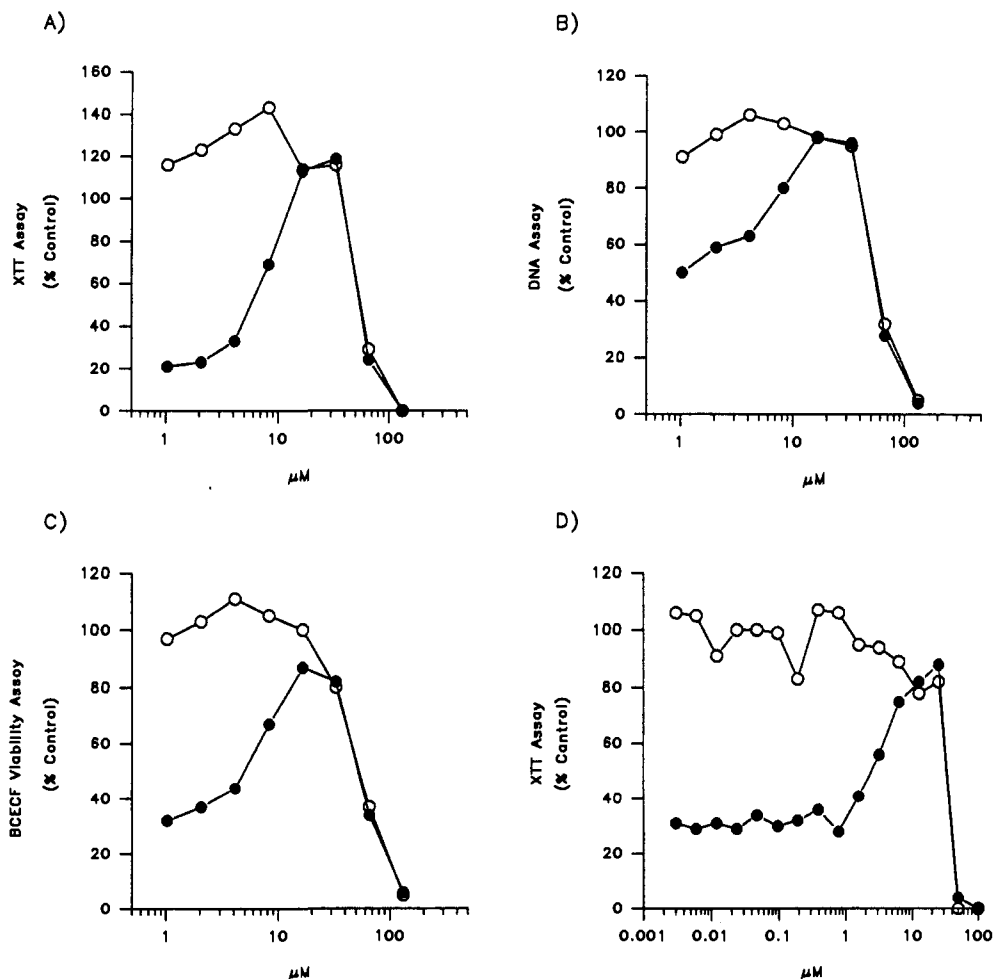 A)
160
140
120
100
80
60
40
20
0
XTT Assay
(% Control)
1 10 100
µM
B)
120
100
80
60
40
20
0
DNA Assay
(% Control)
1 10 100
µM
C)
120
100
80
60
40
20
0
BCECF Viability Assay
(% Control)
1 10 100
µM
D)
120
100
80
60
40
20
0
XTT Assay
(% Control)
0.001 0.01 0.1 1 10 100
µM